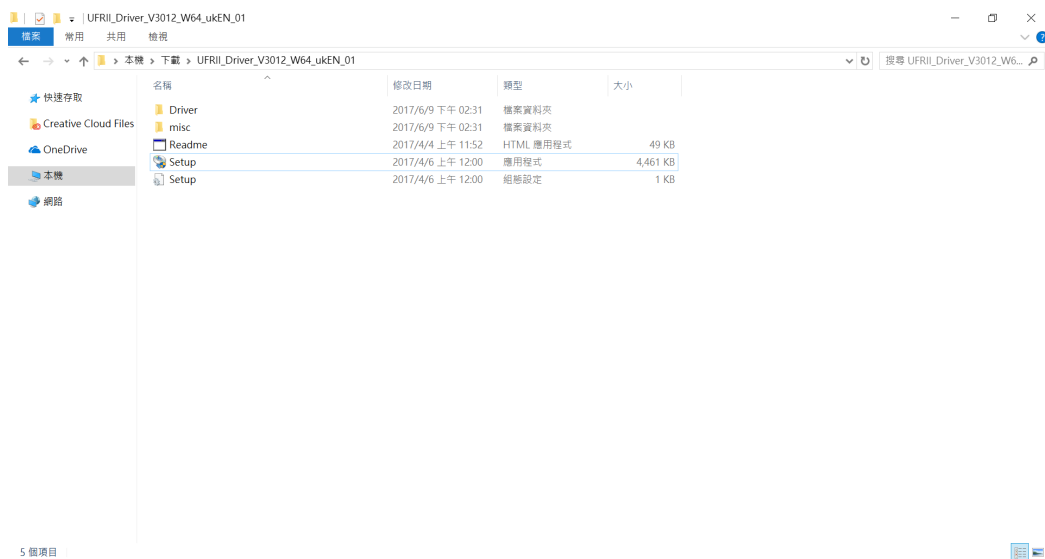 UFRII_Driver_V3012_W64_ukEN_01
檔案 常用 共用 檢視
本機 下載 UFRII_Driver_V3012_W64_ukEN_01 搜尋 UFRII_Driver_V3012_W6...
名稱 修改日期 類型 大小
快速存取
Creative Cloud Files
OneDrive
本機
網路
Driver 2017/6/9 下午 02:31 檔案資料夾
misc 2017/6/9 下午 02:31 檔案資料夾
Readme 2017/4/4 上午 11:52 HTML 應用程式 49 KB
Setup 2017/4/6 上午 12:00 應用程式 4,461 KB
Setup 2017/4/6 上午 12:00 組態設定 1 KB
5 個項目